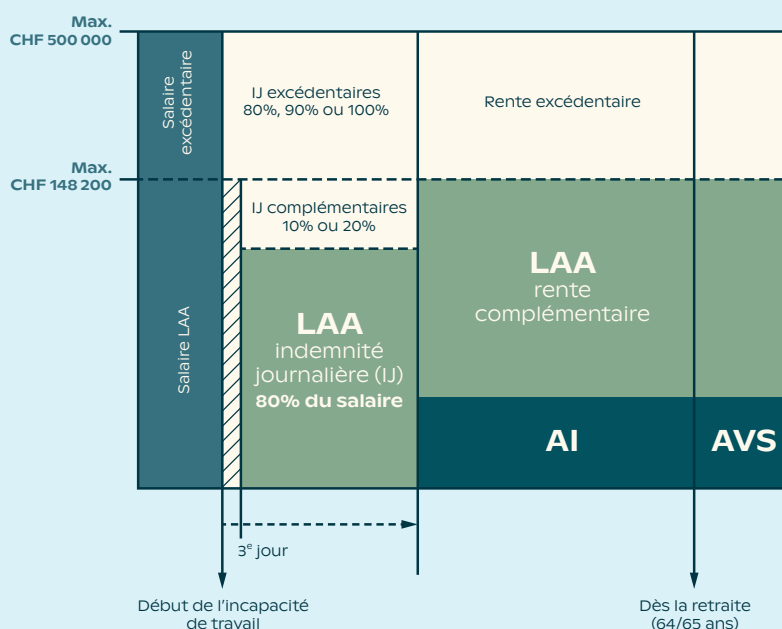 Max.
CHF 500 000
Salaire
excédentaire
IJ excédentaires
80%, 90% ou 100%
Rente excédentaire
Max.
CHF 148 200
Salaire LAA
IJ complémentaires
10% ou 20%
LAA
indemnité
journalière (IJ)
80% du salaire
LAA
rente
complémentaire
AI
AVS
3e jour
Début de l'incapacité
de travail
Dès la retraite
(64/65 ans)